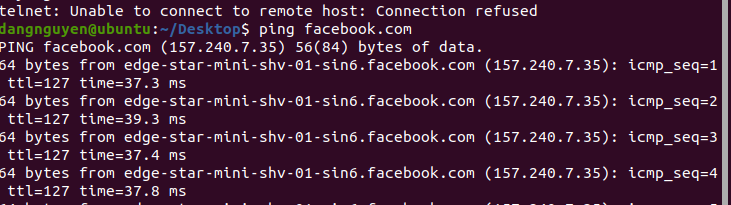 telnet: Unable to connect to remote host: Connection refused
dangnguyen@ubuntu:~/Desktop$ ping facebook.com
PING facebook.com (157.240.7.35) 56(84) bytes of data.
64 bytes from edge-star-mini-shv-01-sin6.facebook.com (157.240.7.35): icmp_seq=1
ttl=127 time=37.3 ms
64 bytes from edge-star-mini-shv-01-sin6.facebook.com (157.240.7.35): icmp_seq=2
ttl=127 time=39.3 ms
64 bytes from edge-star-mini-shv-01-sin6.facebook.com (157.240.7.35): icmp_seq=3
ttl=127 time=37.4 ms
64 bytes from edge-star-mini-shv-01-sin6.facebook.com (157.240.7.35): icmp_seq=4
ttl=127 time=37.8 ms